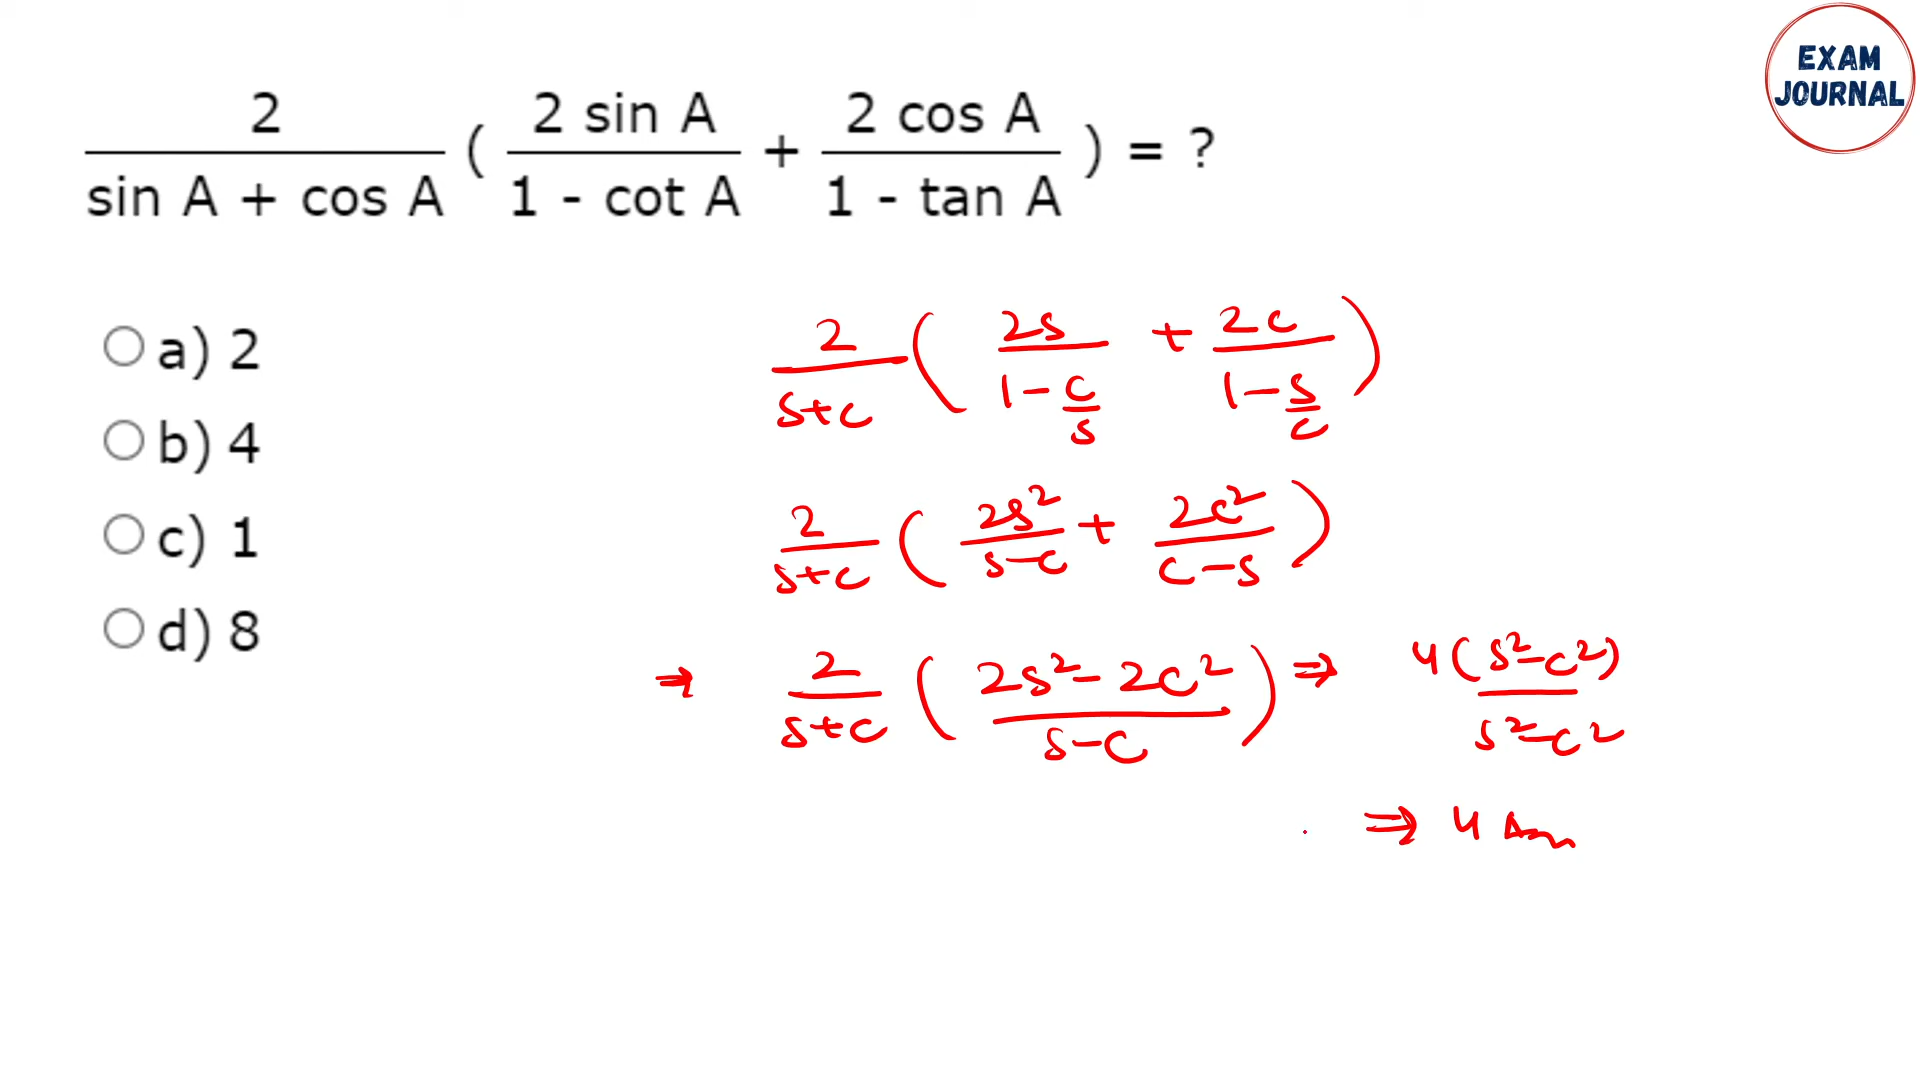 EXAM
JOURNAL
2 / (sin A + cos A) ( 2 sin A / (1 - cot A) + 2 cos A / (1 - tan A) ) = ?
a) 2
b) 4
c) 1
d) 8
2/(s+c) ( 2s/(1-c/s) + 2c/(1-s/c) )
2/(s+c) ( 2s²/(s-c) + 2c²/(c-s) )
⇒ 2/(s+c) ( (2s²-2c²)/(s-c) ) ⇒ 4(s²-c²)/(s²-c²)
⇒ 4 Ans